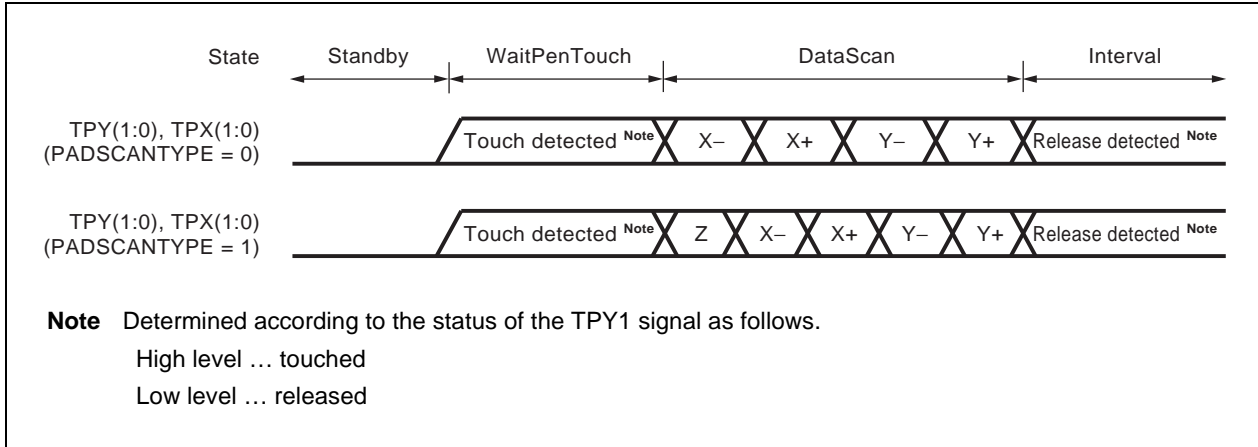 State Standby WaitPenTouch DataScan Interval
TPY(1:0), TPX(1:0)
(PADSCANTYPE = 0)
Touch detected Note X− X+ Y− Y+ Release detected Note
TPY(1:0), TPX(1:0)
(PADSCANTYPE = 1)
Touch detected Note Z X− X+ Y− Y+ Release detected Note
Note Determined according to the status of the TPY1 signal as follows.
High level … touched
Low level … released